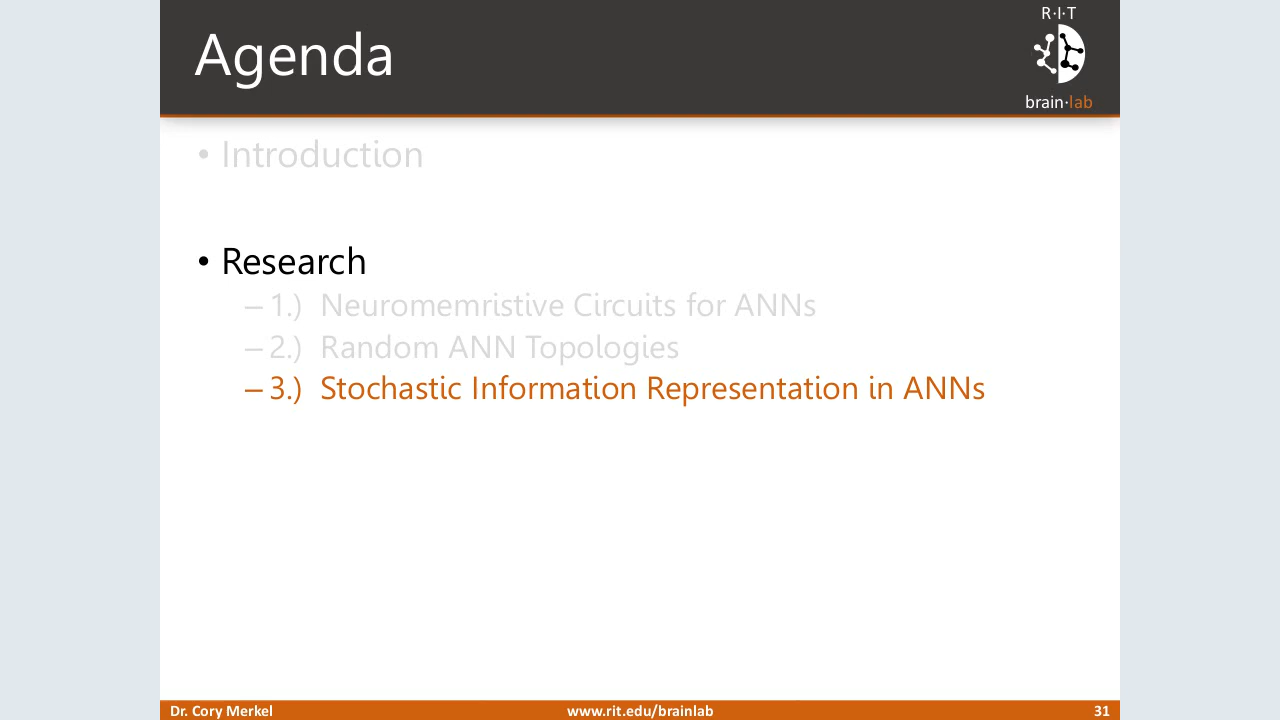 Agenda
R·I·T
brain·lab
• Introduction
• Research
– 1.) Neuromemristive Circuits for ANNs
– 2.) Random ANN Topologies
– 3.) Stochastic Information Representation in ANNs
Dr. Cory Merkel www.rit.edu/brainlab 31